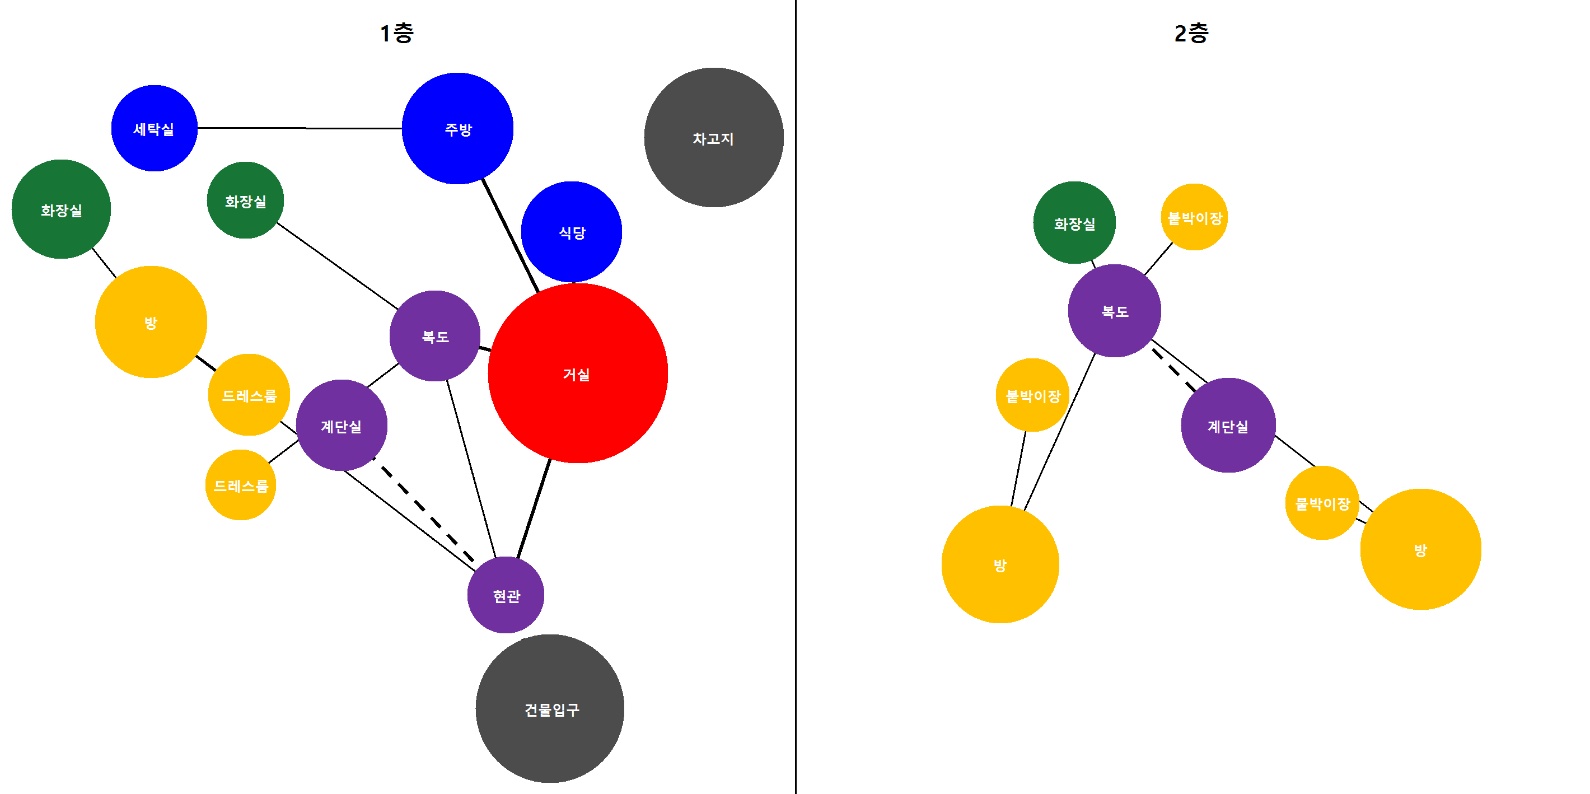 1층
세탁실
주방
차고지
화장실
화장실
식당
방
복도
거실
드레스룸
계단실
드레스룸
현관
건물입구
2층
화장실
붙박이장
복도
붙박이장
계단실
물박이장
방
방